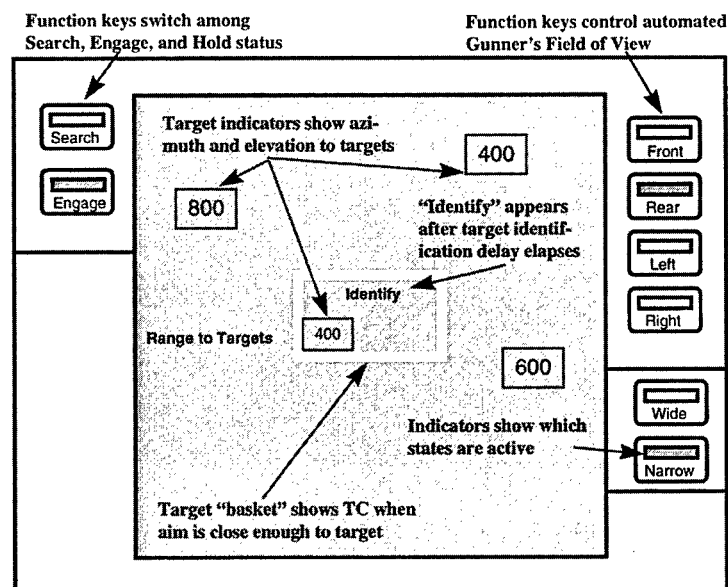 Function keys switch among
Search, Engage, and Hold status
Function keys control automated
Gunner's Field of View
Search
Engage
Target indicators show azi-
muth and elevation to targets
400
800
"Identify" appears
after target identif-
ication delay elapses
Identify
Range to Targets
400
600
Indicators show which
states are active
Target "basket" shows TC when
aim is close enough to target
Front
Rear
Left
Right
Wide
Narrow